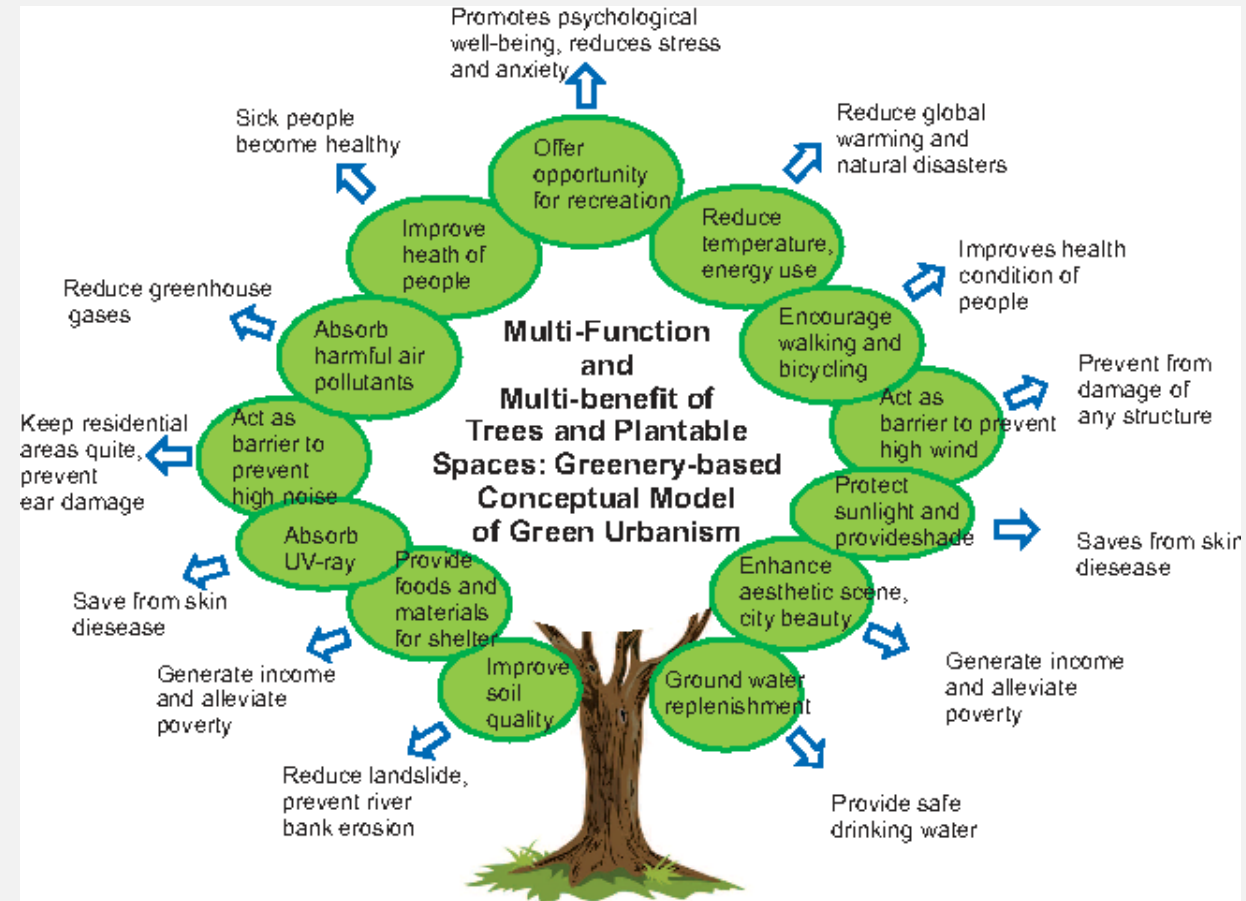 Promotes psychological
well-being, reduces stress
and anxiety
Offer
opportunity
for recreation
Sick people
become healthy
Improve
heath of
people
Reduce greenhouse
gases
Absorb
harmful air
pollutants
Keep residential
areas quite,
prevent
ear damage
Act as
barrier to
prevent
high noise
Save from skin
diesease
Absorb
UV-ray
Generate income
and alleviate
poverty
Provide
foods and
materials
for shelter
Reduce landslide,
prevent river
bank erosion
Improve
soil
quality
Multi-Function
and
Multi-benefit of
Trees and Plantable
Spaces: Greenery-based
Conceptual Model
of Green Urbanism
Reduce global
warming and
natural disasters
Reduce
temperature,
energy use
Improves health
condition of
people
Encourage
walking and
bicycling
Prevent from
damage of
any structure
Act as
barrier to prevent
high wind
Saves from skin
diesease
Protect
sunlight and
provideshade
Generate income
and alleviate
poverty
Enhance
aesthetic scene,
city beauty
Provide safe
drinking water
Ground water
replenishment